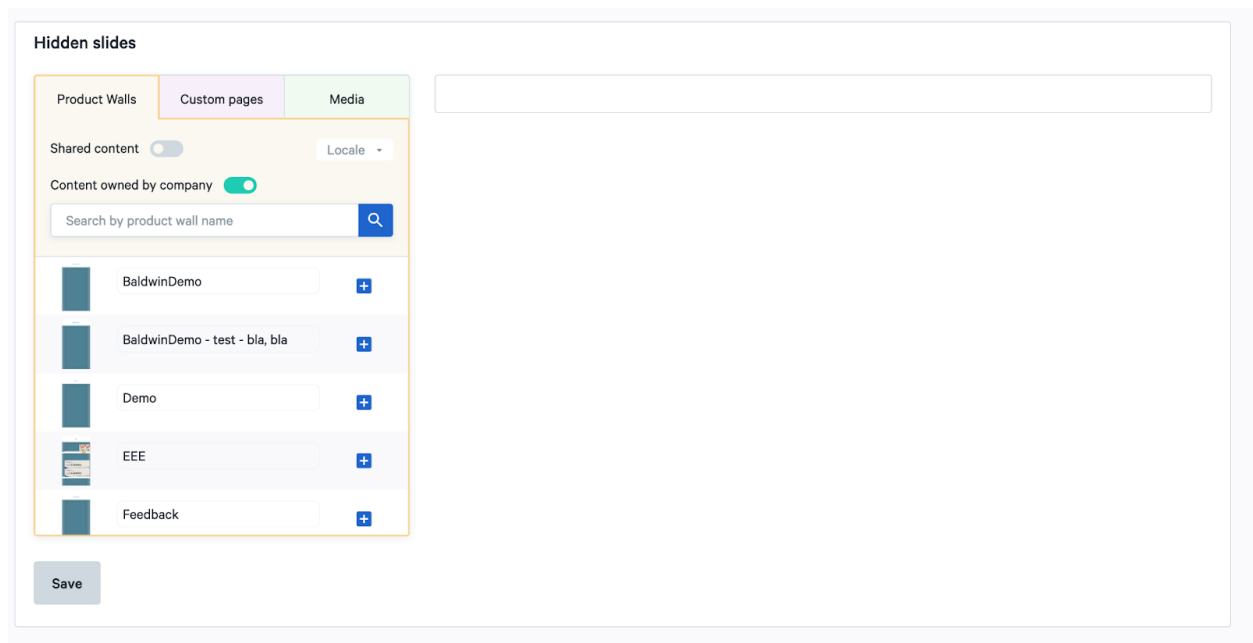 Hidden slides
Product Walls
Custom pages
Media
Shared content
Locale
Content owned by company
Search by product wall name
BaldwinDemo
BaldwinDemo - test - bla, bla
Demo
EEE
Feedback
Save